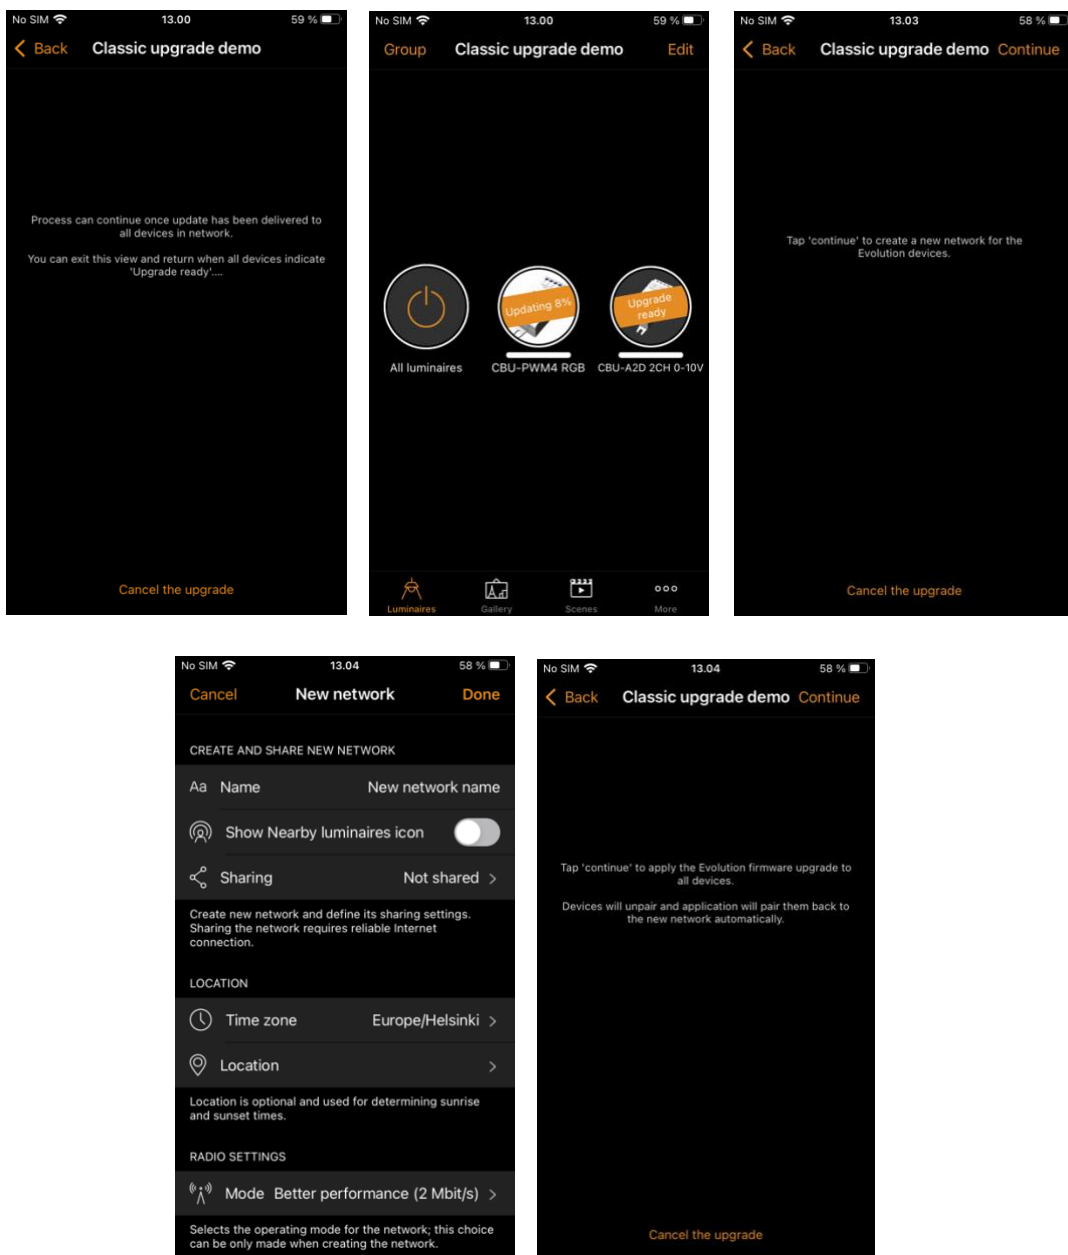 No SIM 13.00 59 %
Back Classic upgrade demo
Process can continue once update has been delivered to
all devices in network.
You can exit this view and return when all devices indicate
'Upgrade ready'....
Cancel the upgrade
No SIM 13.00 59 %
Group Classic upgrade demo Edit
Updating 8%
Upgrade
ready
All luminaires CBU-PWM4 RGB CBU-A2D 2CH 0-10V
Luminaires Gallery Scenes More
No SIM 13.03 58 %
Back Classic upgrade demo Continue
Tap 'continue' to create a new network for the
Evolution devices.
Cancel the upgrade
No SIM 13.04 58 %
Cancel New network Done
CREATE AND SHARE NEW NETWORK
Aa Name New network name
Show Nearby luminaires icon
Sharing Not shared >
Create new network and define its sharing settings.
Sharing the network requires reliable Internet
connection.
LOCATION
Time zone Europe/Helsinki >
Location >
Location is optional and used for determining sunrise
and sunset times.
RADIO SETTINGS
Mode Better performance (2 Mbit/s) >
Selects the operating mode for the network; this choice
can be only made when creating the network.
No SIM 13.04 58 %
Back Classic upgrade demo Continue
Tap 'continue' to apply the Evolution firmware upgrade to
all devices.
Devices will unpair and application will pair them back to
the new network automatically.
Cancel the upgrade